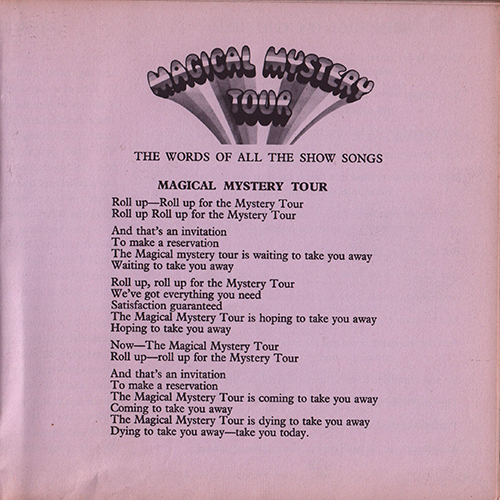 MAGICAL MYSTERY
TOUR
THE WORDS OF ALL THE SHOW SONGS
MAGICAL MYSTERY TOUR
Roll up—Roll up for the Mystery Tour
Roll up Roll up for the Mystery Tour
And that's an invitation
To make a reservation
The Magical mystery tour is waiting to take you away
Waiting to take you away
Roll up, roll up for the Mystery Tour
We've got everything you need
Satisfaction guaranteed
The Magical Mystery Tour is hoping to take you away
Hoping to take you away
Now—The Magical Mystery Tour
Roll up—roll up for the Mystery Tour
And that's an invitation
To make a reservation
The Magical Mystery Tour is coming to take you away
Coming to take you away
The Magical Mystery Tour is dying to take you away
Dying to take you away—take you today.